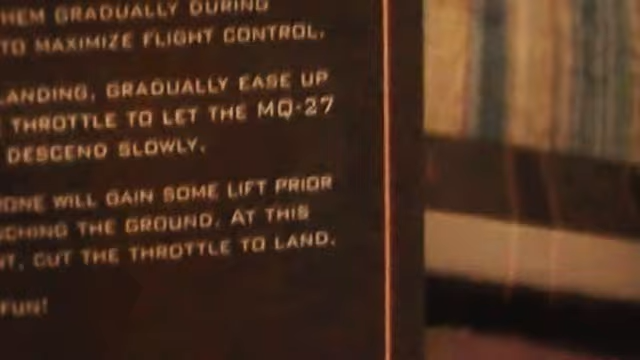 HEM GRADUALLY DURING
TO MAXIMIZE FLIGHT CONTROL.
LANDING, GRADUALLY EASE UP
THROTTLE TO LET THE MQ-27
DESCEND SLOWLY.
ONE WILL GAIN SOME LIFT PRIOR
CHING THE GROUND. AT THIS
NT, CUT THE THROTTLE TO LAND.
FUN!